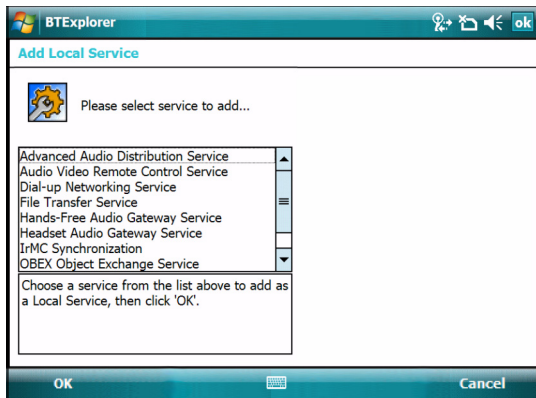 BTExplorer
ok
Add Local Service
Please select service to add...
Advanced Audio Distribution Service
Audio Video Remote Control Service
Dial-up Networking Service
File Transfer Service
Hands-Free Audio Gateway Service
Headset Audio Gateway Service
IrMC Synchronization
OBEX Object Exchange Service
Choose a service from the list above to add as
a Local Service, then click 'OK'.
OK
Cancel